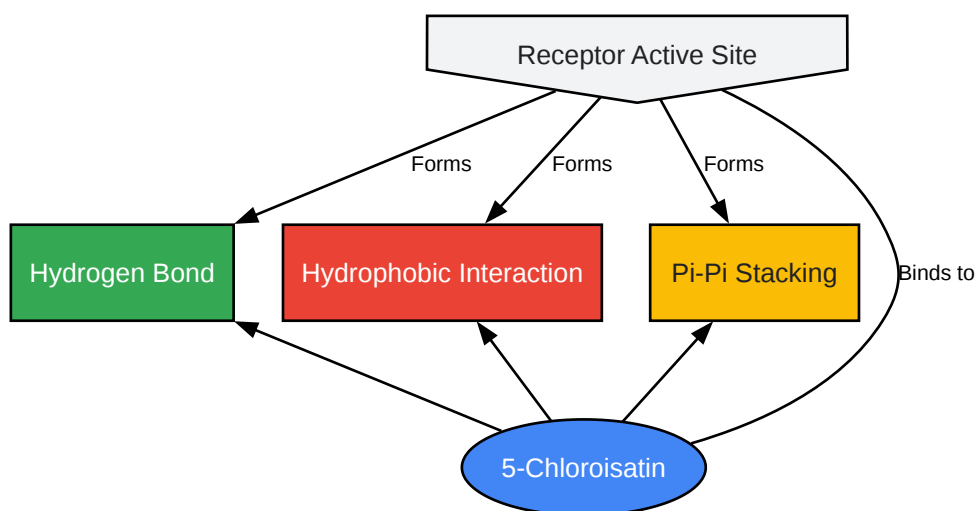 Receptor Active Site
Forms
Forms
Forms
Hydrogen Bond
Hydrophobic Interaction
Pi-Pi Stacking
Binds to
5-Chloroisatin